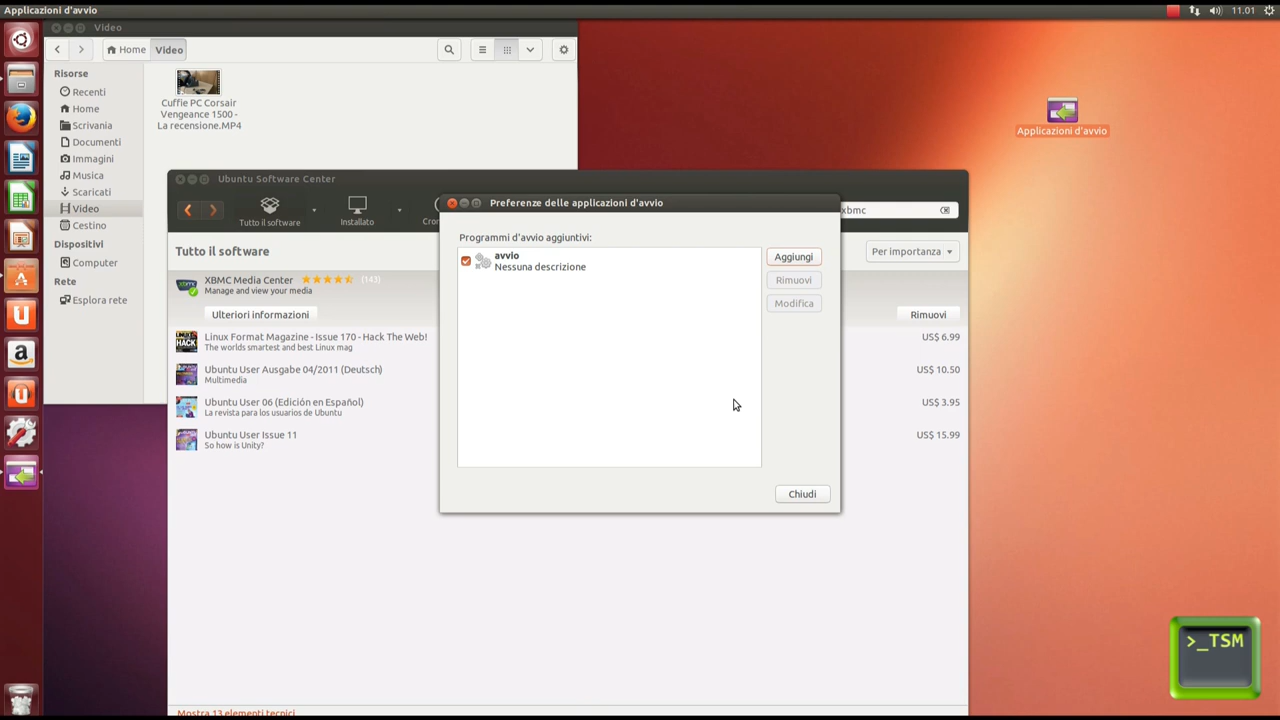 Applicazioni d'avvio
11.01
Video
Home
Video
Risorse
Recenti
Home
Scrivania
Documenti
Immagini
Musica
Scaricati
Video
Cestino
Dispositivi
Computer
Rete
Esplora rete
Cuffie PC Corsair
Vengeance 1500 -
La recensione.MP4
Applicazioni d'avvio
Ubuntu Software Center
Tutto il software
Installato
xbmc
Tutto il software
Per importanza
XBMC Media Center
(143)
Manage and view your media
Ulteriori informazioni
Rimuovi
Linux Format Magazine - Issue 170 - Hack The Web!
US$ 6.99
The worlds smartest and best Linux mag
Ubuntu User Ausgabe 04/2011 (Deutsch)
US$ 10.50
Multimedia
Ubuntu User 06 (Edición en Español)
US$ 3.95
La revista para los usuarios de Ubuntu
Ubuntu User Issue 11
US$ 15.99
So how is Unity?
Mostra 13 elementi tecnici
Preferenze delle applicazioni d'avvio
Programmi d'avvio aggiuntivi:
avvio
Nessuna descrizione
Aggiungi
Rimuovi
Modifica
Chiudi
>_TSM